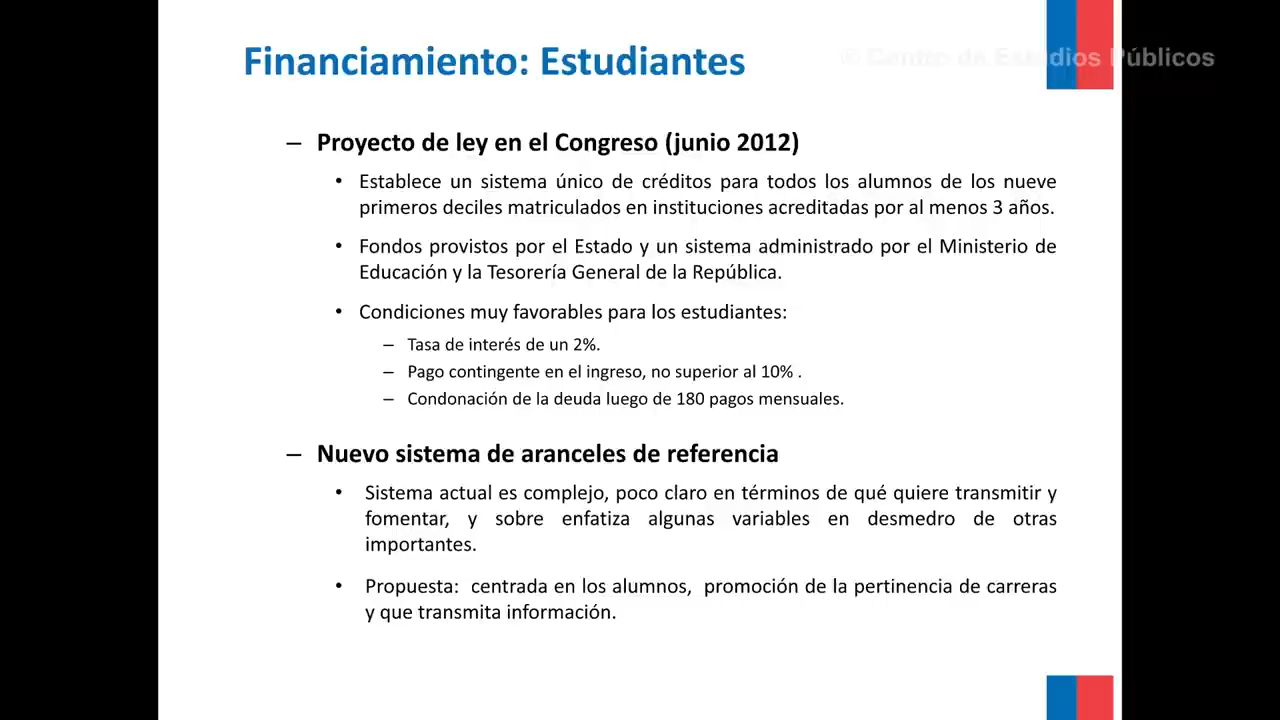 Financiamiento: Estudiantes
© Centro de Estudios Públicos
– Proyecto de ley en el Congreso (junio 2012)
• Establece un sistema único de créditos para todos los alumnos de los nueve
primeros deciles matriculados en instituciones acreditadas por al menos 3 años.
• Fondos provistos por el Estado y un sistema administrado por el Ministerio de
Educación y la Tesorería General de la República.
• Condiciones muy favorables para los estudiantes:
– Tasa de interés de un 2%.
– Pago contingente en el ingreso, no superior al 10% .
– Condonación de la deuda luego de 180 pagos mensuales.
– Nuevo sistema de aranceles de referencia
• Sistema actual es complejo, poco claro en términos de qué quiere transmitir y
fomentar, y sobre enfatiza algunas variables en desmedro de otras
importantes.
• Propuesta: centrada en los alumnos, promoción de la pertinencia de carreras
y que transmita información.